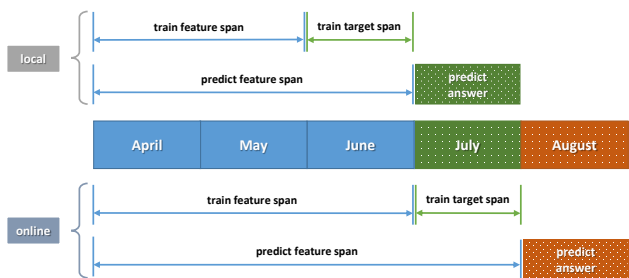 train feature span
train target span
local
predict feature span
predict
answer
April
May
June
July
August
train feature span
train target span
online
predict feature span
predict
answer